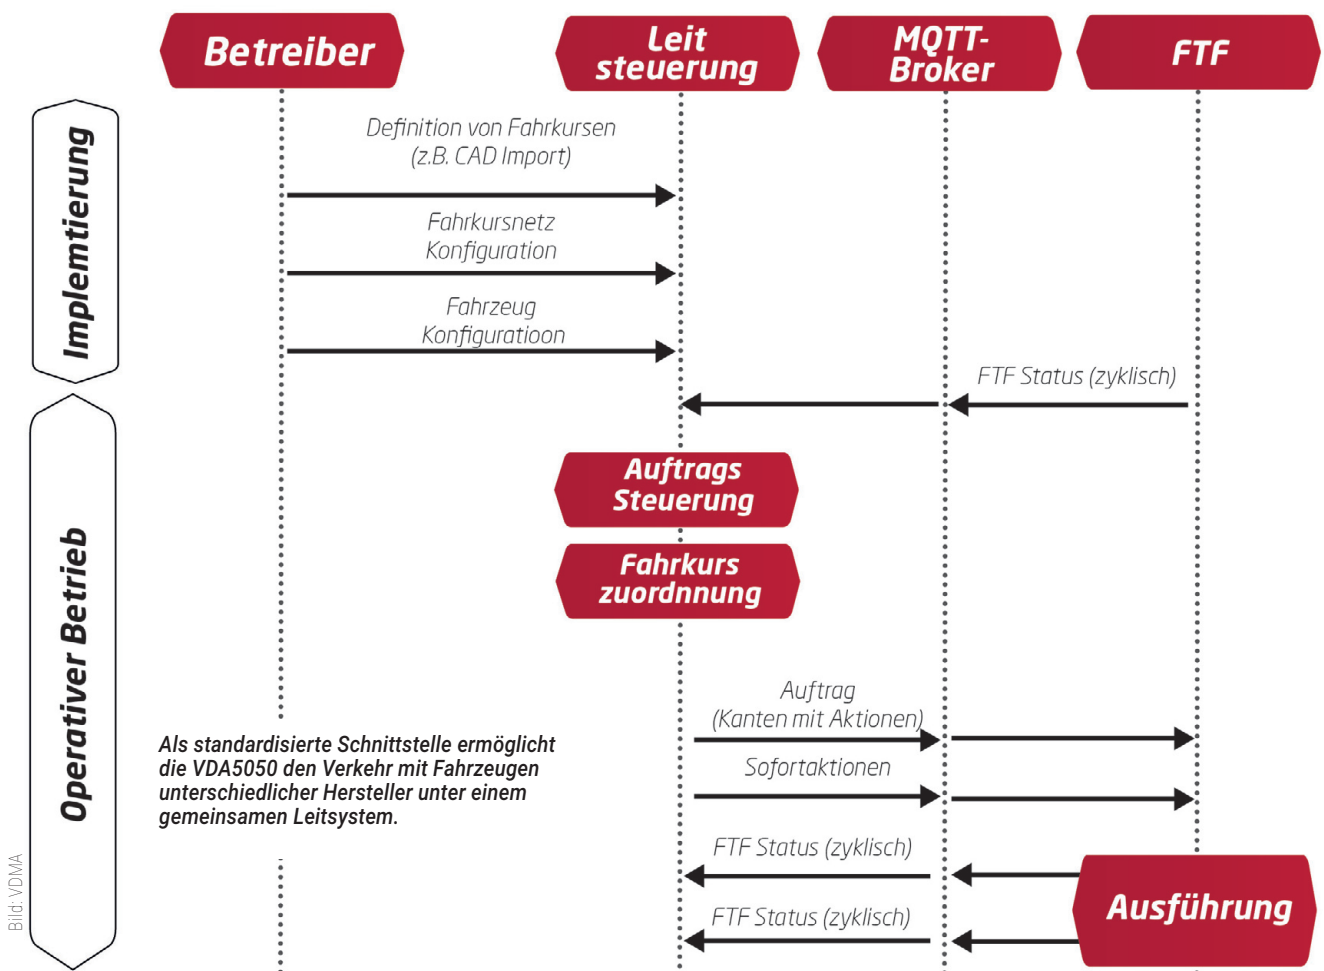 Betreiber
Leit
steuerung
MQTT-
Broker
FTF
Implemtierung
Definition von Fahrkursen
(z.B. CAD Import)
Fahrkursnetz
Konfiguration
Fahrzeug
Konfiguratioon
FTF Status (zyklisch)
Operativer Betrieb
Auftrags
Steuerung
Fahrkurs
zuordnnung
Auftrag
(Kanten mit Aktionen)
Als standardisierte Schnittstelle ermöglicht
die VDA5050 den Verkehr mit Fahrzeugen
unterschiedlicher Hersteller unter einem
gemeinsamen Leitsystem.
Sofortaktionen
FTF Status (zyklisch)
FTF Status (zyklisch)
Ausführung
Bild: VDMA